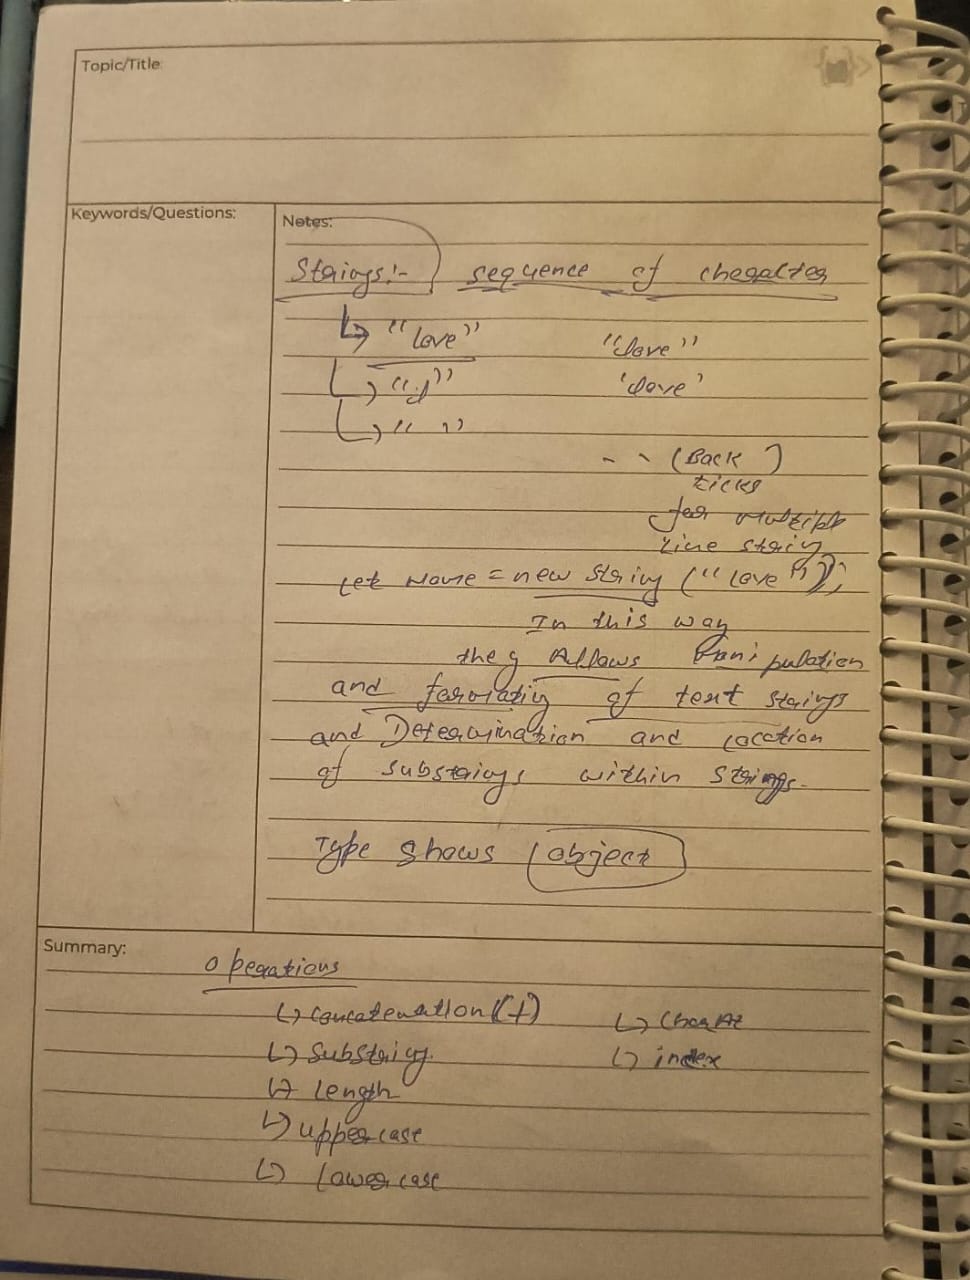 Topic/Title:
Keywords/Questions:
Notes:
Strings:- sequence of character
"love" "love"
"j" 'love'
" "
` ` (Back ticks)
for multiple
line string
let Name = new String ("love");
In this way
they Allows Manipulation
and formatting of text strings
and Determination and location
of substrings within strings.
Type shows object
Summary:
operations
concatenation (+) CharAt
Substring index
length
uppercase
lowercase